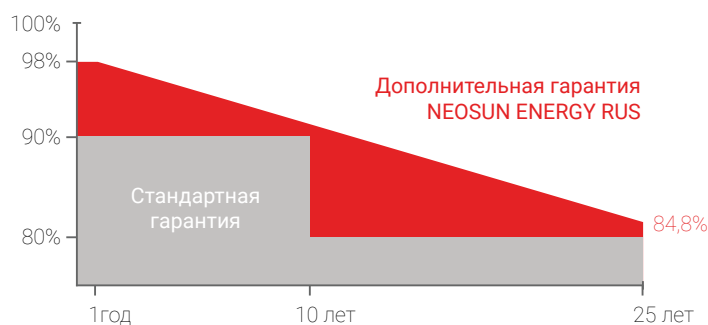 100%
98%
Дополнительная гарантия
NEOSUN ENERGY RUS
90%
Стандартная
гарантия
84,8%
80%
1год
10 лет
25 лет